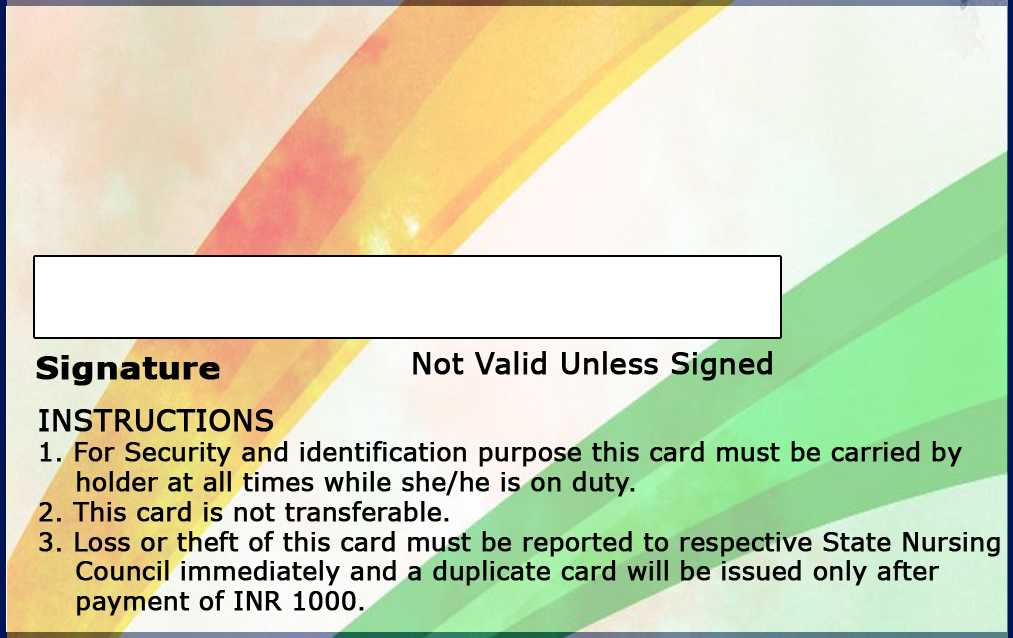 Signature Not Valid Unless Signed
INSTRUCTIONS
1. For Security and identification purpose this card must be carried by
holder at all times while she/he is on duty.
2. This card is not transferable.
3. Loss or theft of this card must be reported to respective State Nursing
Council immediately and a duplicate card will be issued only after
payment of INR 1000.